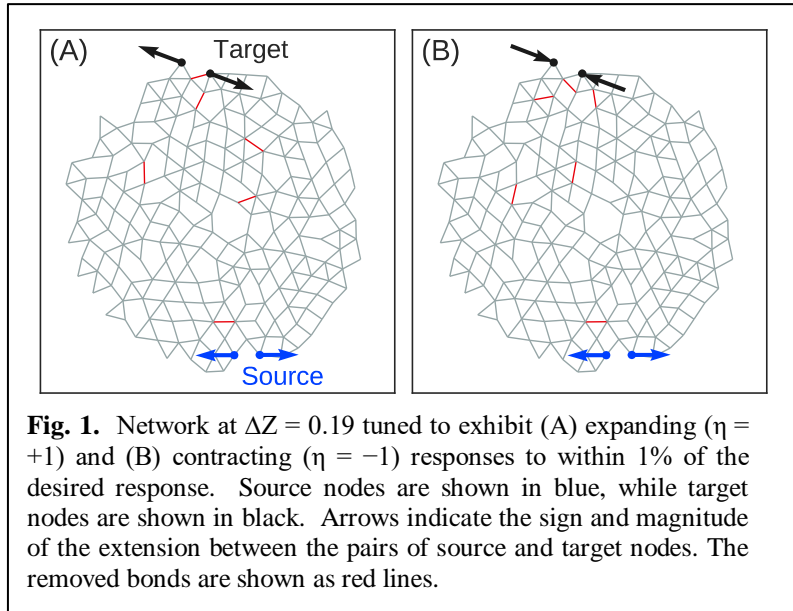 (A)
Target
(B)
Source
Fig. 1. Network at ΔZ = 0.19 tuned to exhibit (A) expanding (η =
+1) and (B) contracting (η = −1) responses to within 1% of the
desired response. Source nodes are shown in blue, while target
nodes are shown in black. Arrows indicate the sign and magnitude
of the extension between the pairs of source and target nodes. The
removed bonds are shown as red lines.